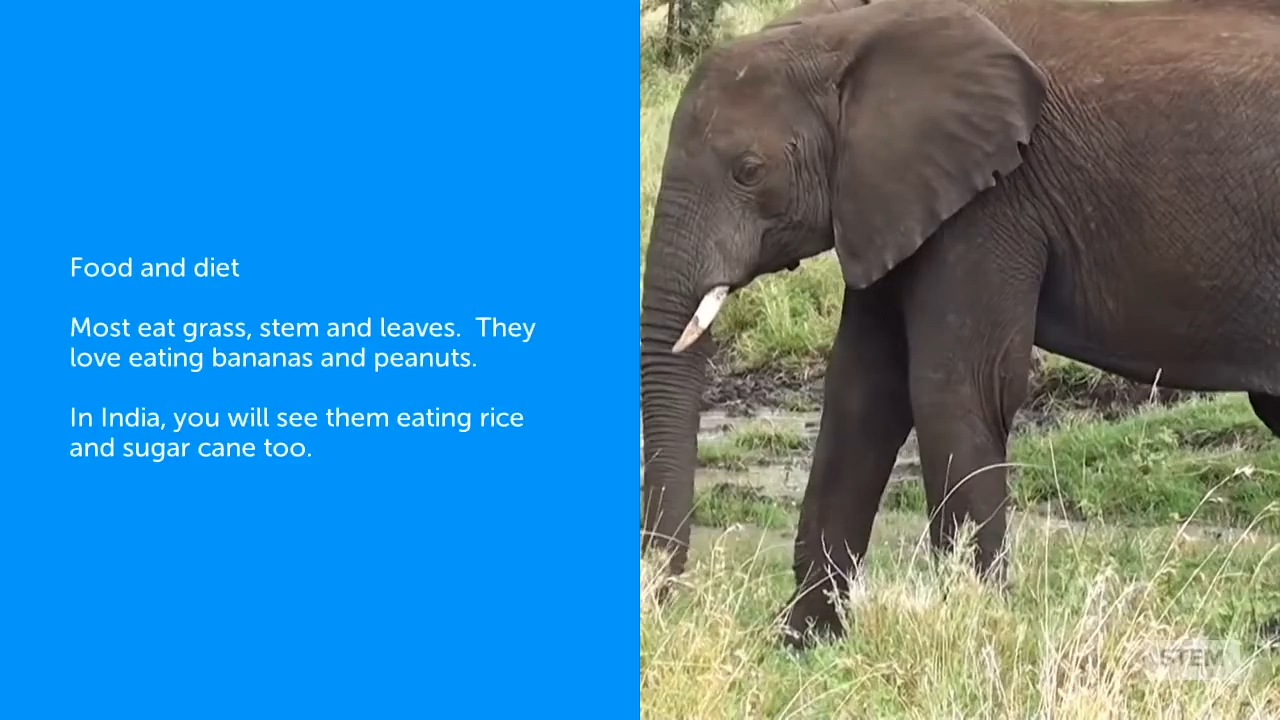 Food and diet
Most eat grass, stem and leaves.  They
love eating bananas and peanuts.
In India, you will see them eating rice
and sugar cane too.
STEM